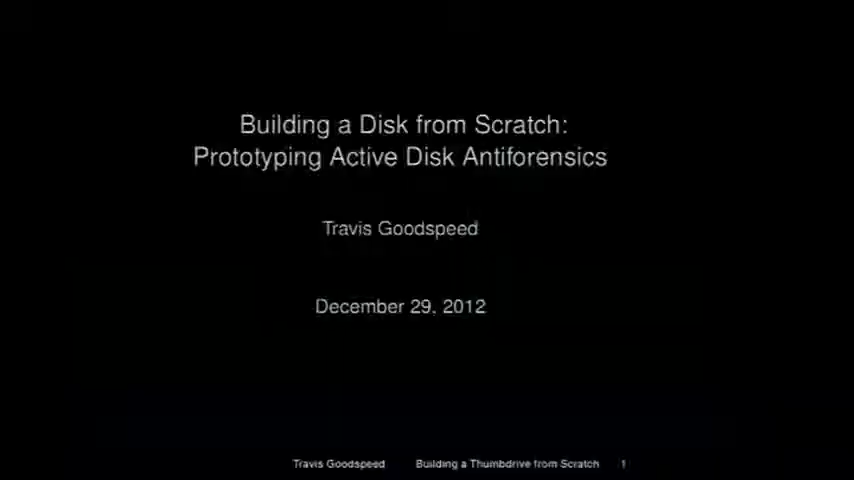 Building a Disk from Scratch:
Prototyping Active Disk Antiforensics
Travis Goodspeed
December 29, 2012
Travis Goodspeed Building a Thumbdrive from Scratch 1